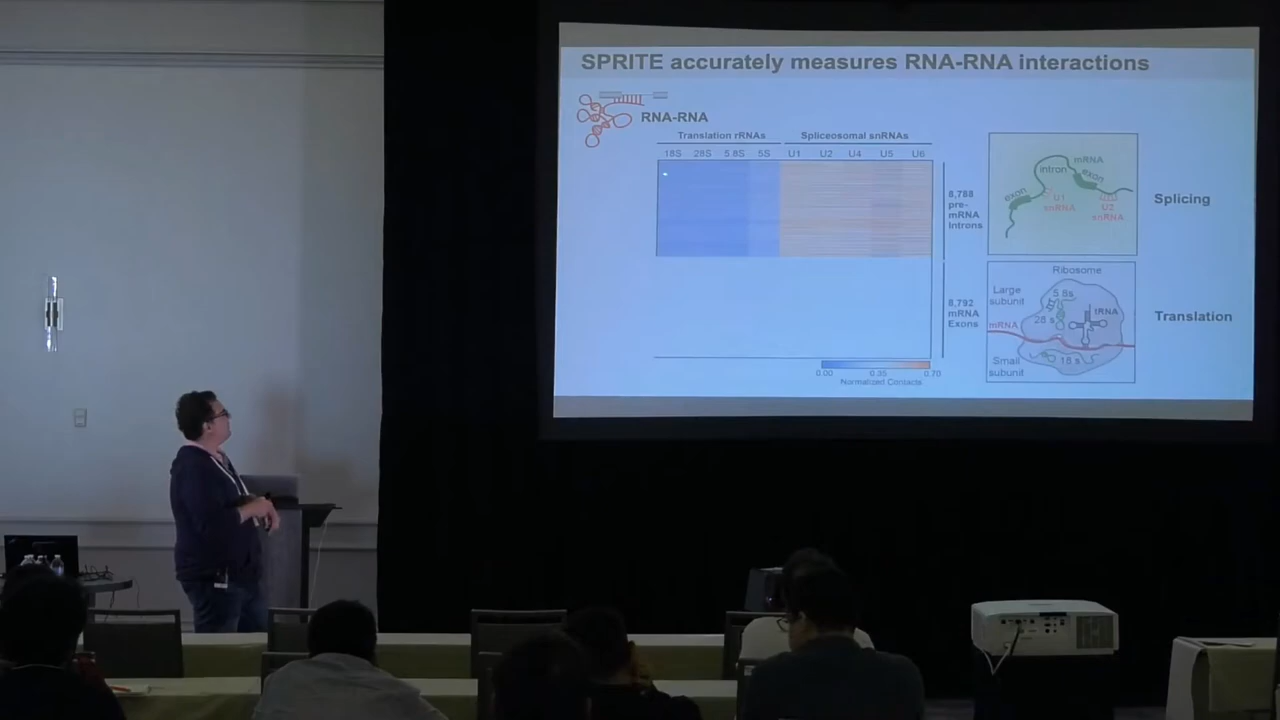 SPRITE accurately measures RNA-RNA interactions
RNA-RNA
Translation rRNAs
Spliceosomal snRNAs
18S 28S 5.8S 5S U1 U2 U4 U5 U6
8,788
pre-
mRNA
Introns
8,792
mRNA
Exons
0.00 0.35 0.70
Normalized Contacts
mRNA
intron
exon
exon
U1
snRNA
U2
snRNA
Splicing
Ribosome
Large
subunit
5.8s
28 s
tRNA
mRNA
Small
subunit
18 s
Translation